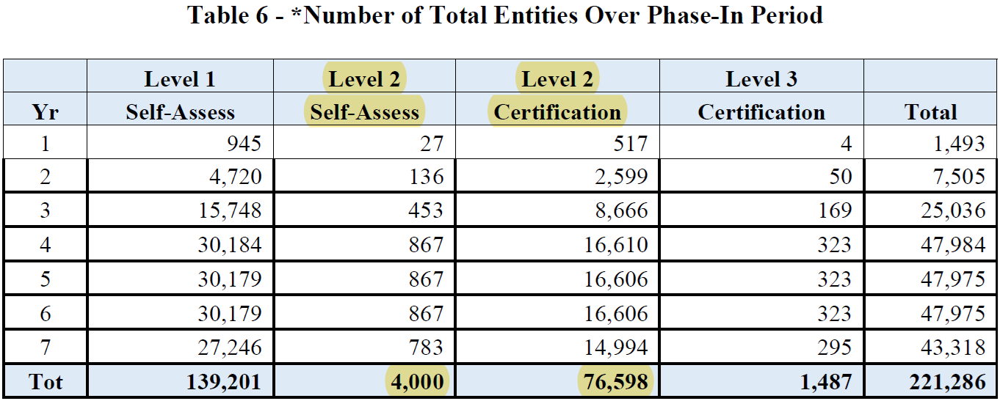 Table 6 - *Number of Total Entities Over Phase-In Period
Level 1 Level 2 Level 2 Level 3
Yr Self-Assess Self-Assess Certification Certification Total
1 945 27 517 4 1,493
2 4,720 136 2,599 50 7,505
3 15,748 453 8,666 169 25,036
4 30,184 867 16,610 323 47,984
5 30,179 867 16,606 323 47,975
6 30,179 867 16,606 323 47,975
7 27,246 783 14,994 295 43,318
Tot 139,201 4,000 76,598 1,487 221,286